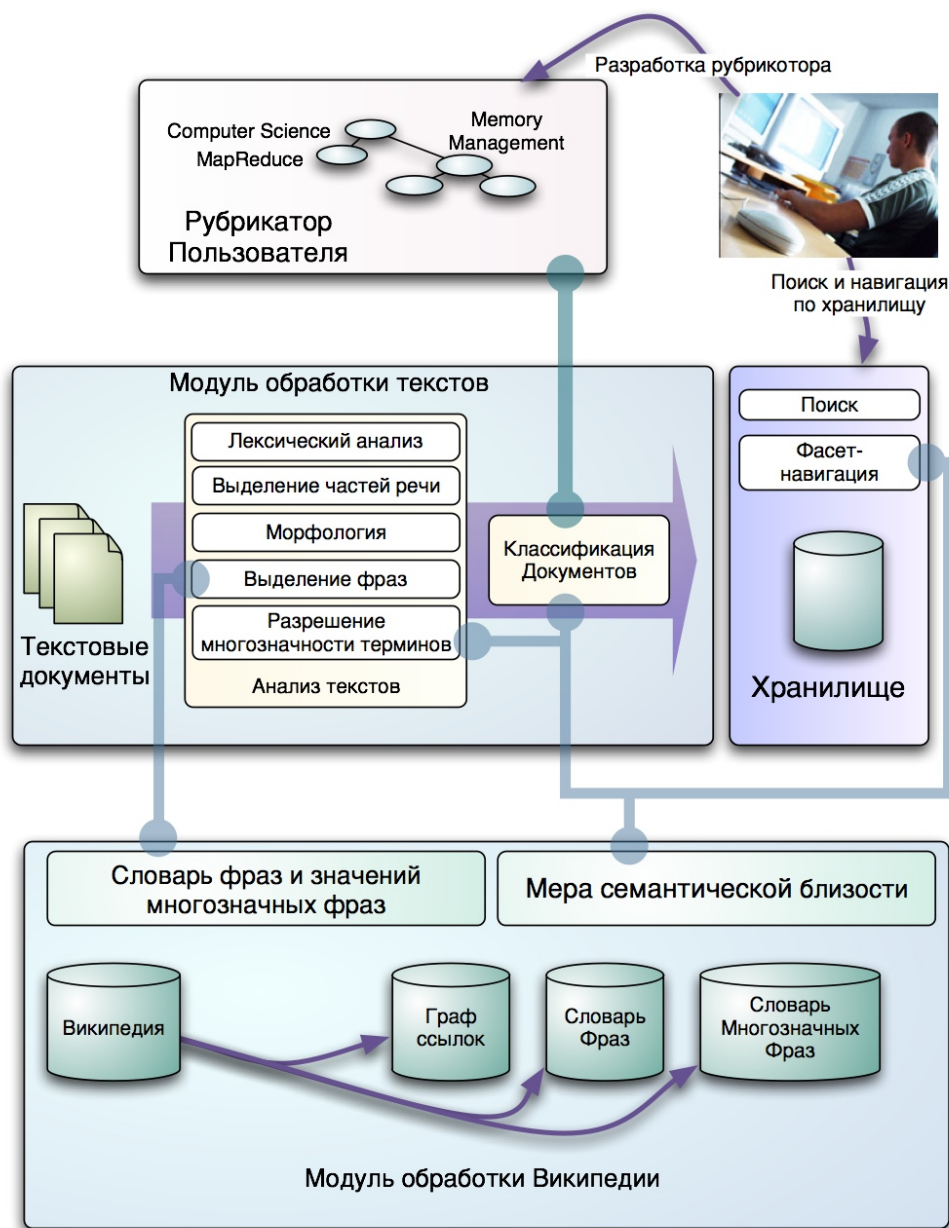 Разработка рубрикотора
Computer Science
MapReduce
Memory
Management
Рубрикатор
Пользователя
Поиск и навигация
по хранилищу
Модуль обработки текстов
Лексический анализ
Выделение частей речи
Морфология
Выделение фраз
Разрешение
многозначности терминов
Анализ текстов
Текстовые
документы
Классификация
Документов
Поиск
Фасет-
навигация
Хранилище
Словарь фраз и значений
многозначных фраз
Мера семантической близости
Википедия
Граф
ссылок
Словарь
Фраз
Словарь
Многозначных
Фраз
Модуль обработки Википедии